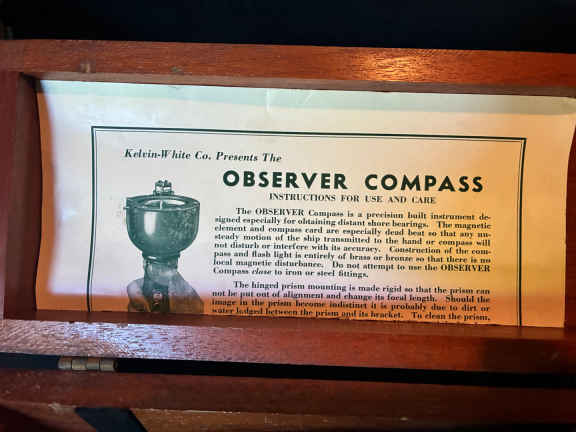 Kelvin-White Co. Presents The
OBSERVER COMPASS
INSTRUCTIONS FOR USE AND CARE
The OBSERVER Compass is a precision built instrument de-
signed especially for obtaining distant shore bearings. The magnetic
element and compass card are especially dead beat so that any un-
steady motion of the ship transmitted to the hand or compass will
not disturb or interfere with its accuracy. Construction of the com-
pass and flash light is entirely of brass or bronze so that there is no
local magnetic disturbance. Do not attempt to use the OBSERVER
Compass close to iron or steel fittings.
The hinged prism mounting is made rigid so that the prism can
not be put out of alignment and change its focal length. Should the
image in the prism become indistinct it is probably due to dirt or
water lodged between the prism and its bracket. To clean the prism,